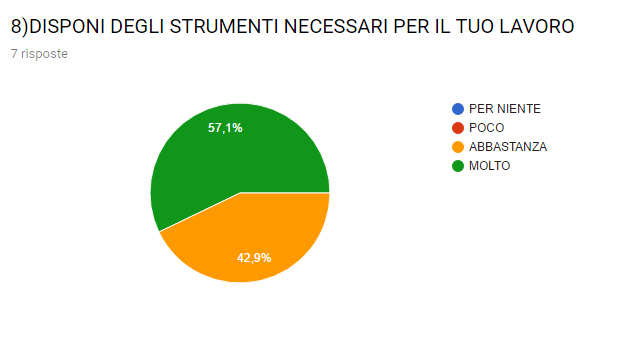 8)DISPONI DEGLI STRUMENTI NECESSARI PER IL TUO LAVORO
7 risposte
57,1%
42,9%
PER NIENTE
POCO
ABBASTANZA
MOLTO